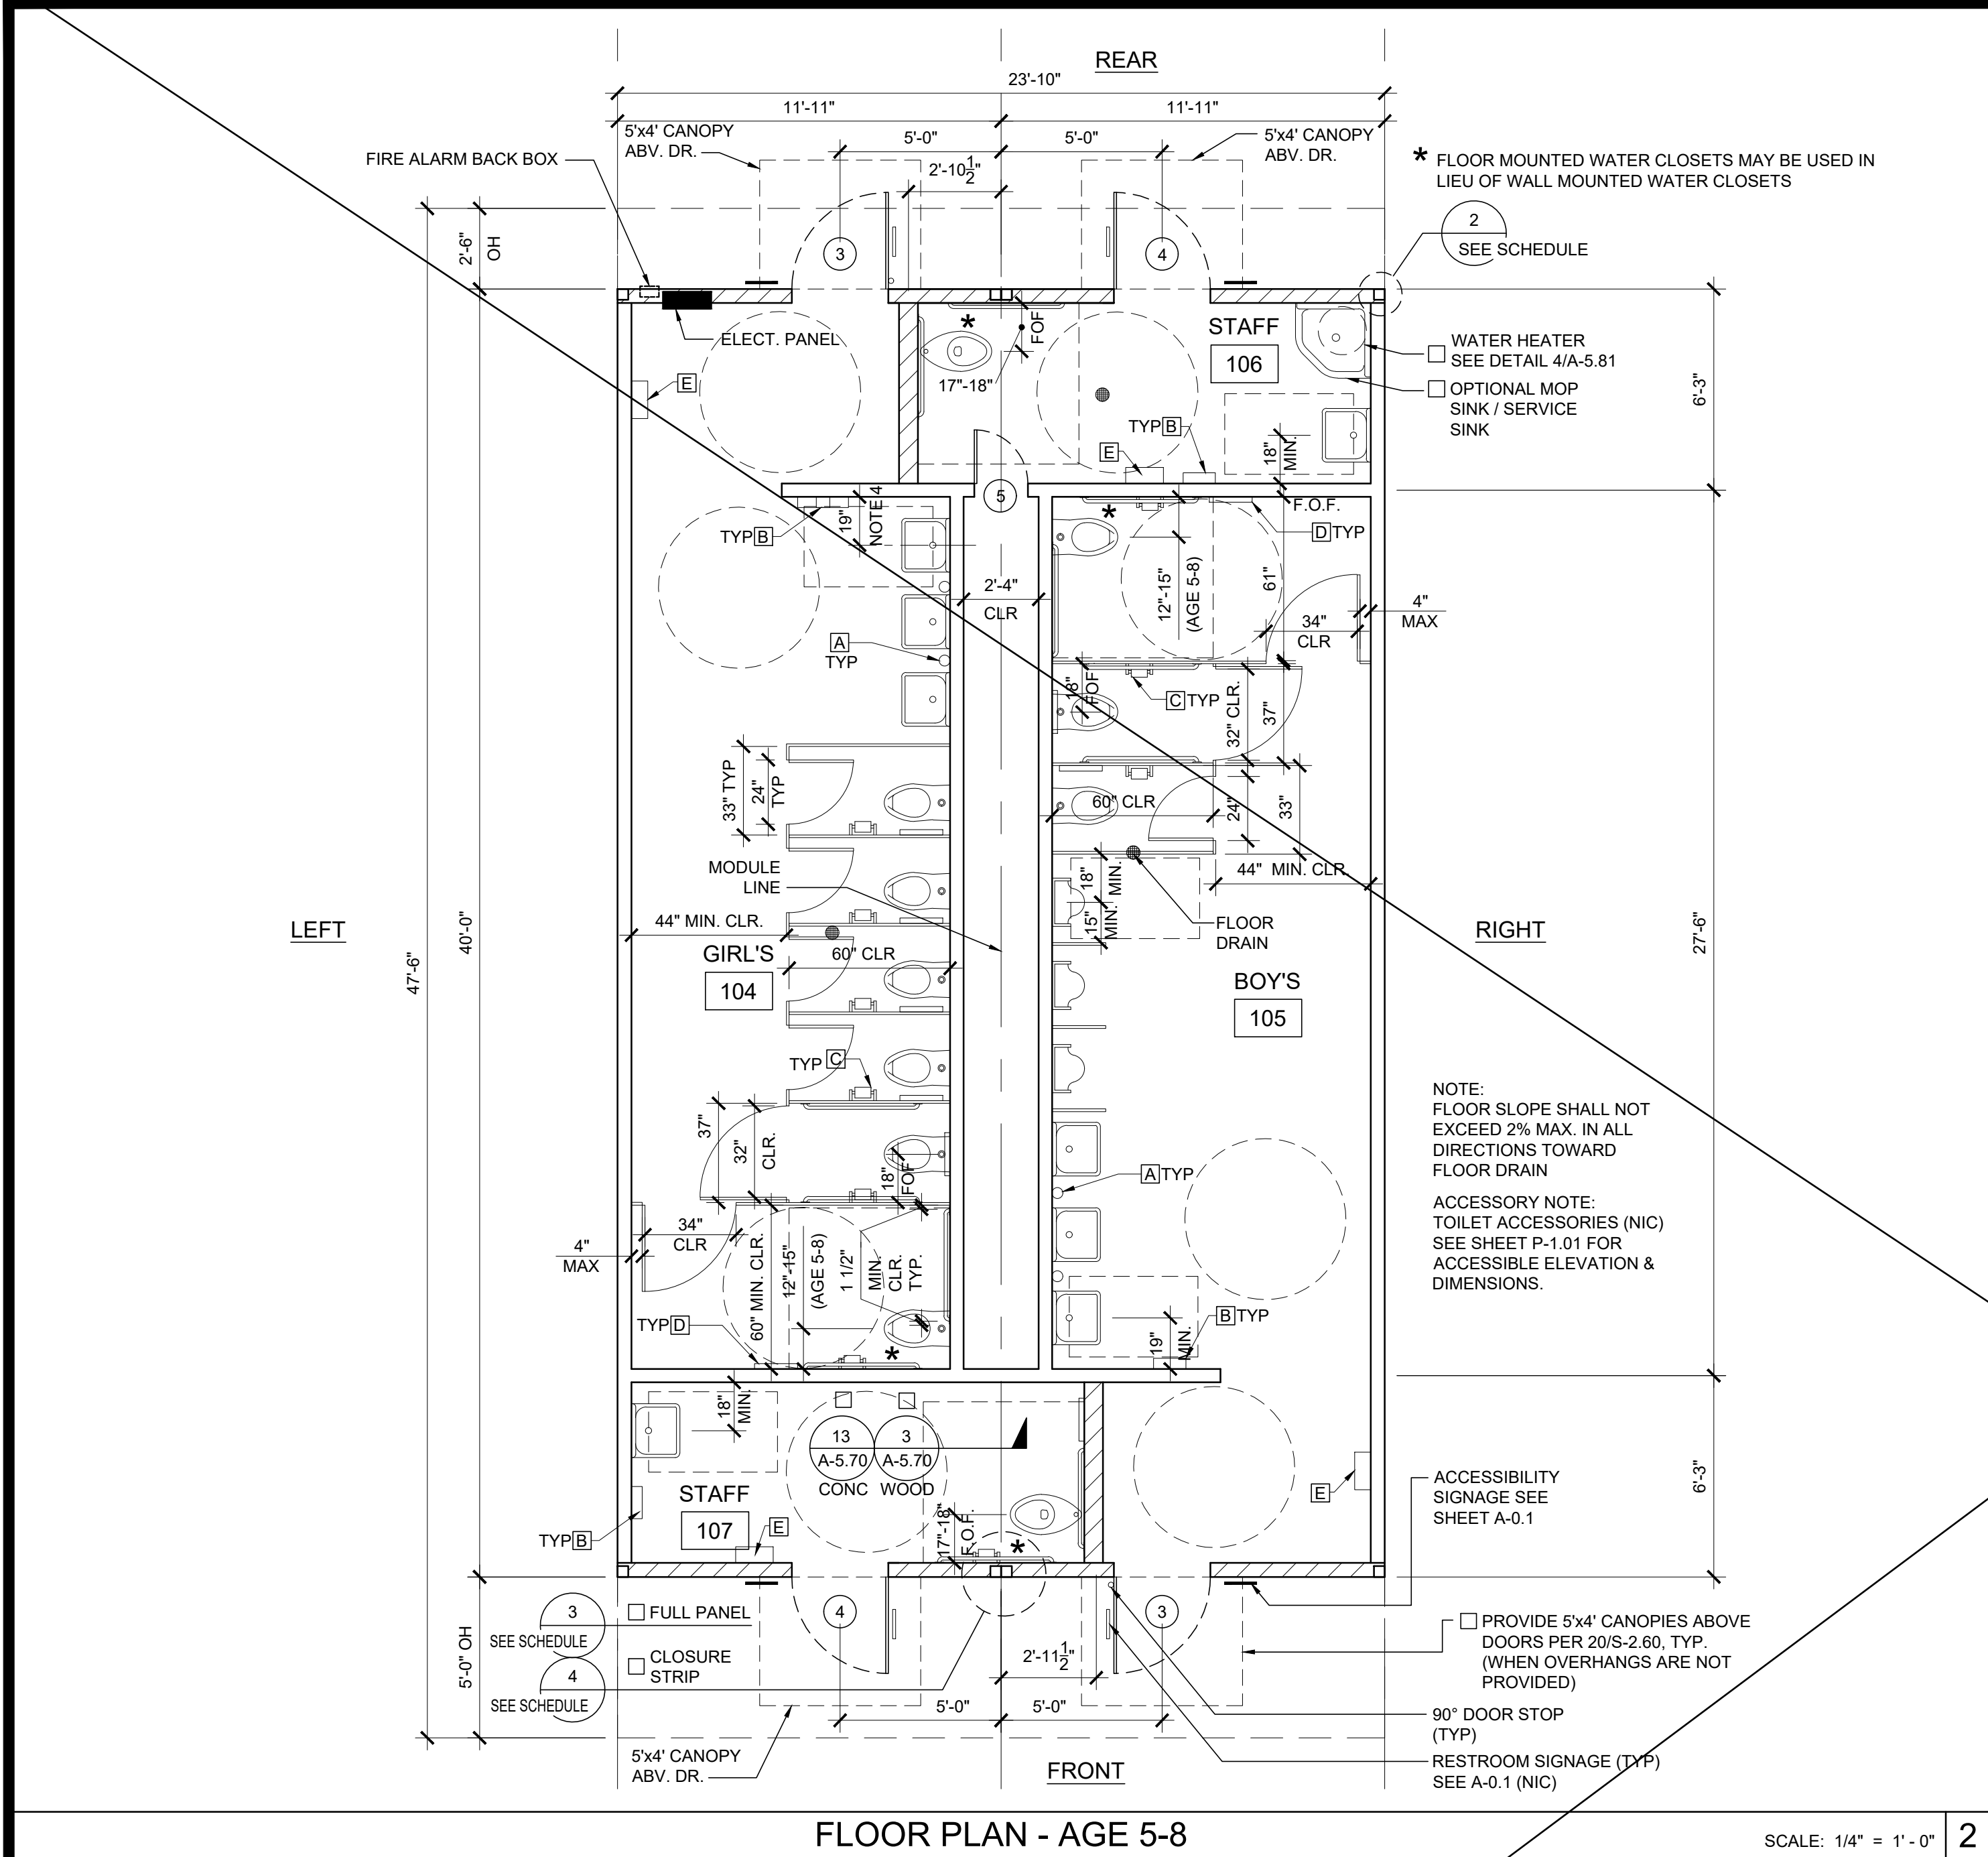 REAR
23'-10"
11'-11"
11'-11"
5'x4' CANOPY
ABV. DR.
5'-0"
5'-0"
5'x4' CANOPY
ABV. DR.
FIRE ALARM BACK BOX
2'-10 1/2"
* FLOOR MOUNTED WATER CLOSETS MAY BE USED IN
LIEU OF WALL MOUNTED WATER CLOSETS
2
SEE SCHEDULE
2'-6"
OH
3
4
ELECT. PANEL
*
FOF
17"-18"
STAFF
106
WATER HEATER
SEE DETAIL 4/A-5.81
OPTIONAL MOP
SINK / SERVICE
SINK
6'-3"
E
TYP B
E
18"
MIN.
5
19"
NOTE 4
TYP B
*
F.O.F.
D TYP
2'-4"
CLR
12"-15"
(AGE 5-8)
61"
4"
MAX
34"
CLR
A
TYP
18"
FOF
C TYP
32" CLR.
37"
33" TYP
24"
TYP
60" CLR
24"
33"
MODULE
LINE
18"
MIN.
15"
MIN.
44" MIN. CLR.
FLOOR
DRAIN
LEFT
40'-0"
47'-6"
44" MIN. CLR.
60" CLR
GIRL'S
104
RIGHT
27'-6"
BOY'S
105
TYP C
NOTE:
FLOOR SLOPE SHALL NOT
EXCEED 2% MAX. IN ALL
DIRECTIONS TOWARD
FLOOR DRAIN
37"
32"
CLR.
18"
FOF
A TYP
ACCESSORY NOTE:
TOILET ACCESSORIES (NIC)
SEE SHEET P-1.01 FOR
ACCESSIBLE ELEVATION &
DIMENSIONS.
34"
CLR
4"
MAX
60" MIN. CLR.
12"-15"
(AGE 5-8)
1 1/2"
MIN.
CLR.
TYP.
TYP D
*
19"
MIN.
B TYP
18"
MIN.
13
A-5.70
CONC
3
A-5.70
WOOD
STAFF
107
E
TYP B
17"-18"
F.O.F.
*
E
6'-3"
ACCESSIBILITY
SIGNAGE SEE
SHEET A-0.1
3
SEE SCHEDULE
FULL PANEL
4
SEE SCHEDULE
CLOSURE
STRIP
5'-0" OH
4
3
2'-11 1/2"
PROVIDE 5'x4' CANOPIES ABOVE
DOORS PER 20/S-2.60, TYP.
(WHEN OVERHANGS ARE NOT
PROVIDED)
5'-0"
5'-0"
90° DOOR STOP
(TYP)
5'x4' CANOPY
ABV. DR.
FRONT
RESTROOM SIGNAGE (TYP)
SEE A-0.1 (NIC)
FLOOR PLAN - AGE 5-8
SCALE: 1/4" = 1' - 0"
2